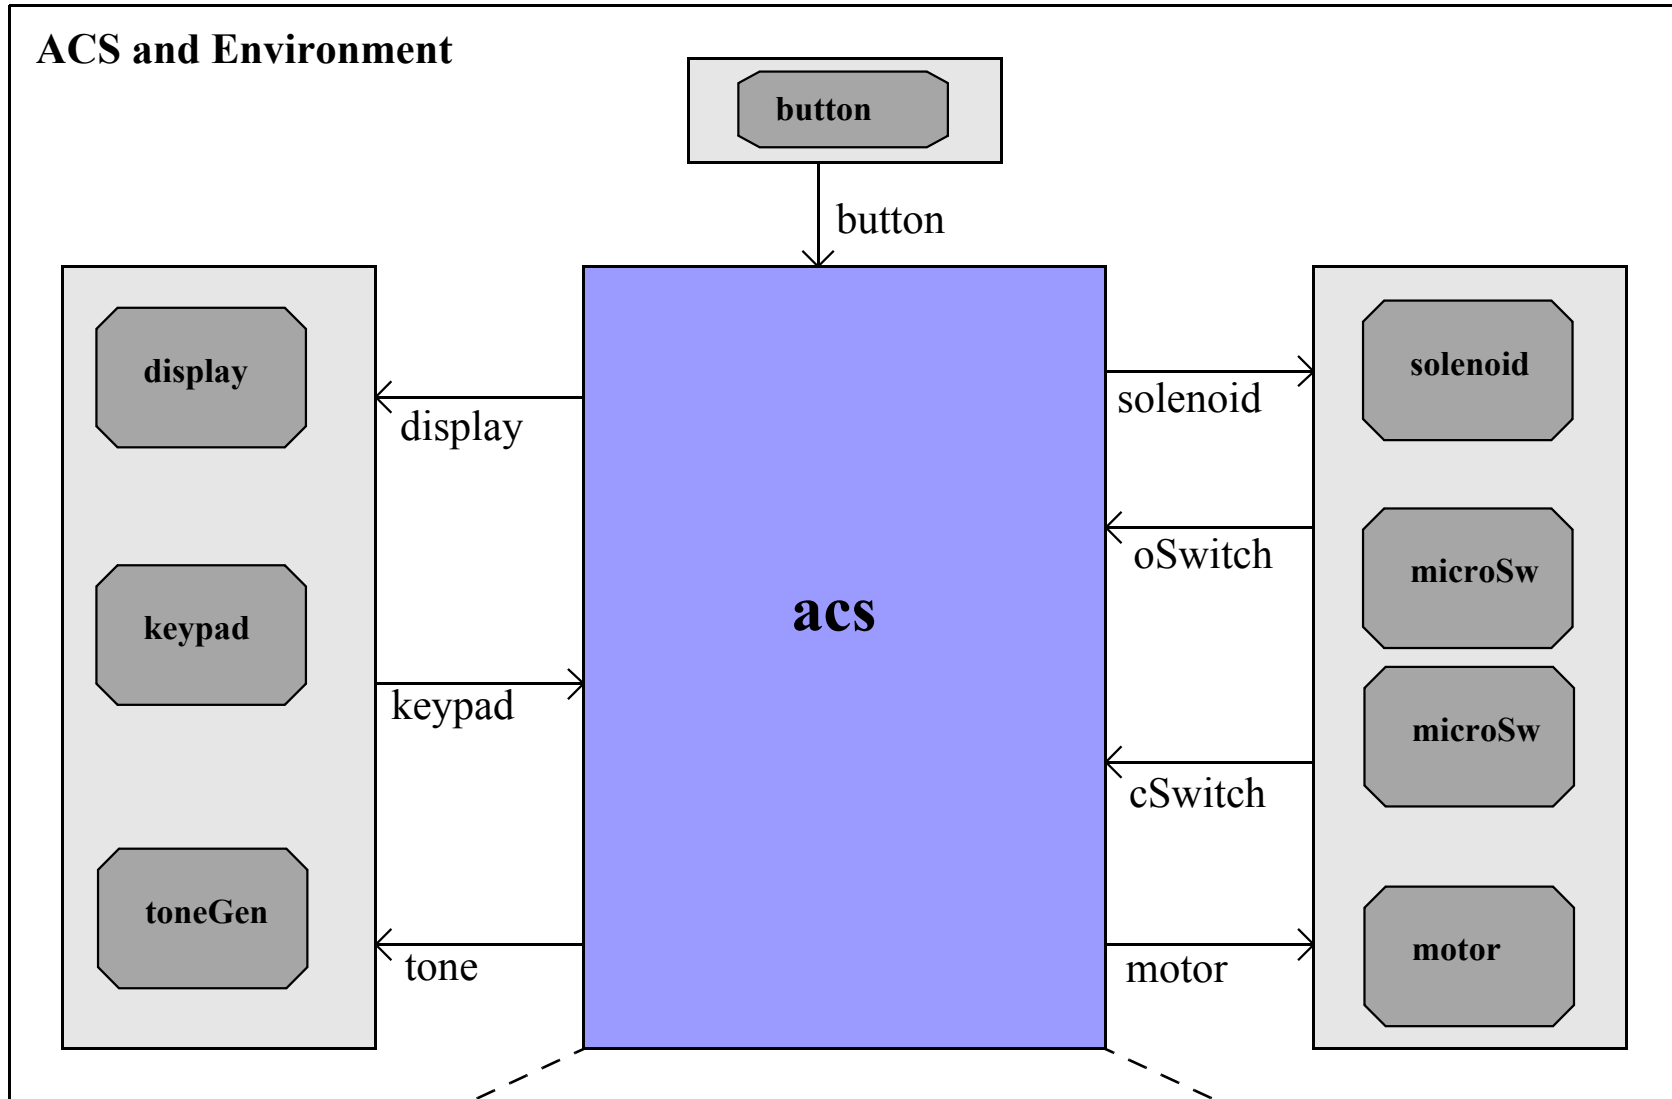 ACS and Environment
button
button
display
display
keypad
keypad
toneGen
tone
acs
solenoid
solenoid
oSwitch
microSw
microSw
cSwitch
motor
motor